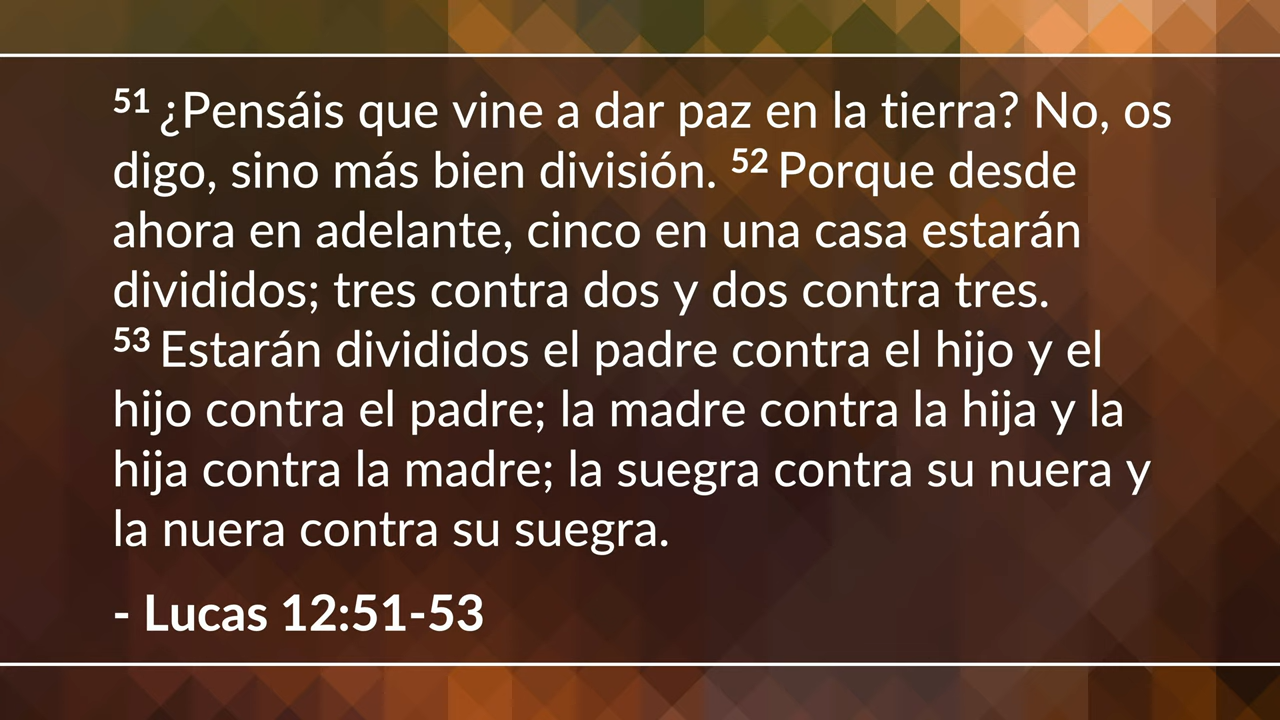 51 ¿Pensáis que vine a dar paz en la tierra? No, os
digo, sino más bien división. 52 Porque desde
ahora en adelante, cinco en una casa estarán
divididos; tres contra dos y dos contra tres.
53 Estarán divididos el padre contra el hijo y el
hijo contra el padre; la madre contra la hija y la
hija contra la madre; la suegra contra su nuera y
la nuera contra su suegra.
- Lucas 12:51-53